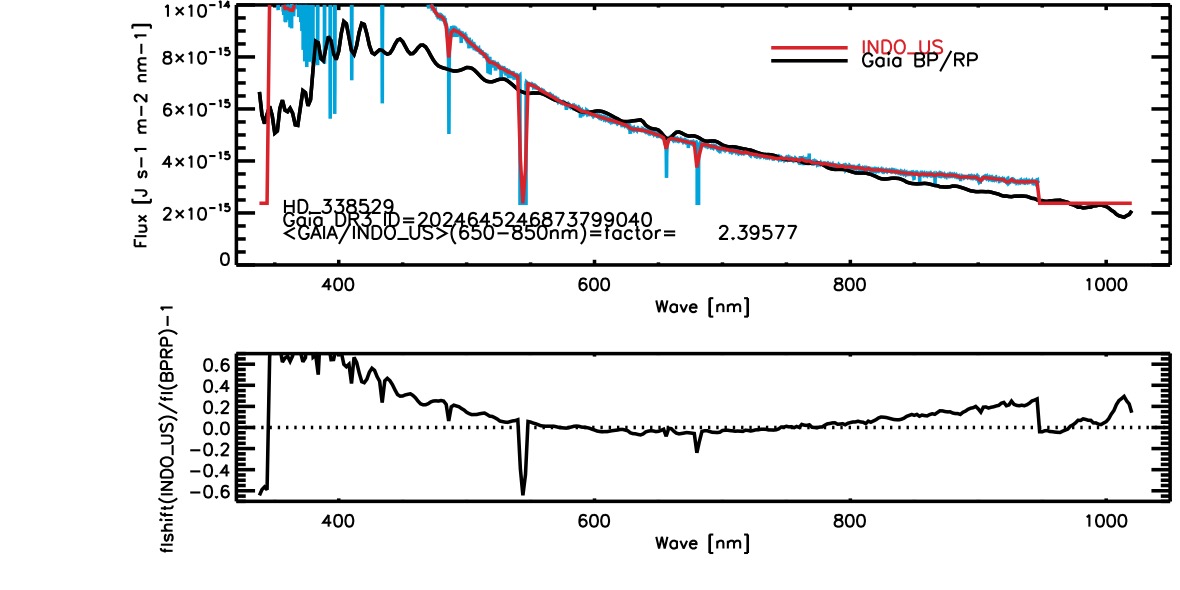 1×10-14
8×10-15
6×10-15
4×10-15
2×10-15
0
Flux [J s-1 m-2 nm-1]
INDO_US
Gaia BP/RP
HD_338529
Gaia DR3_ID=2024645246873799040
<GAIA/INDO_US>(650-850nm)=factor= 2.39577
400 600 800 1000
Wave [nm]
flshift(INDO_US)/fl(BPRP)-1
0.6
0.4
0.2
0.0
-0.2
-0.4
-0.6
400 600 800 1000
Wave [nm]